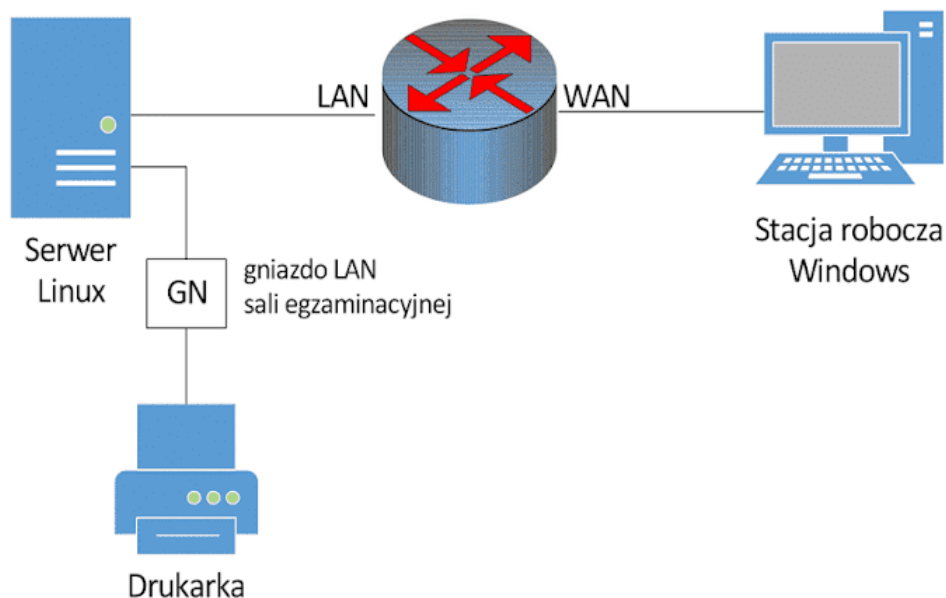 LAN
WAN
Serwer
Linux
GN
gniazdo LAN
sali egzaminacyjnej
Stacja robocza
Windows
Drukarka